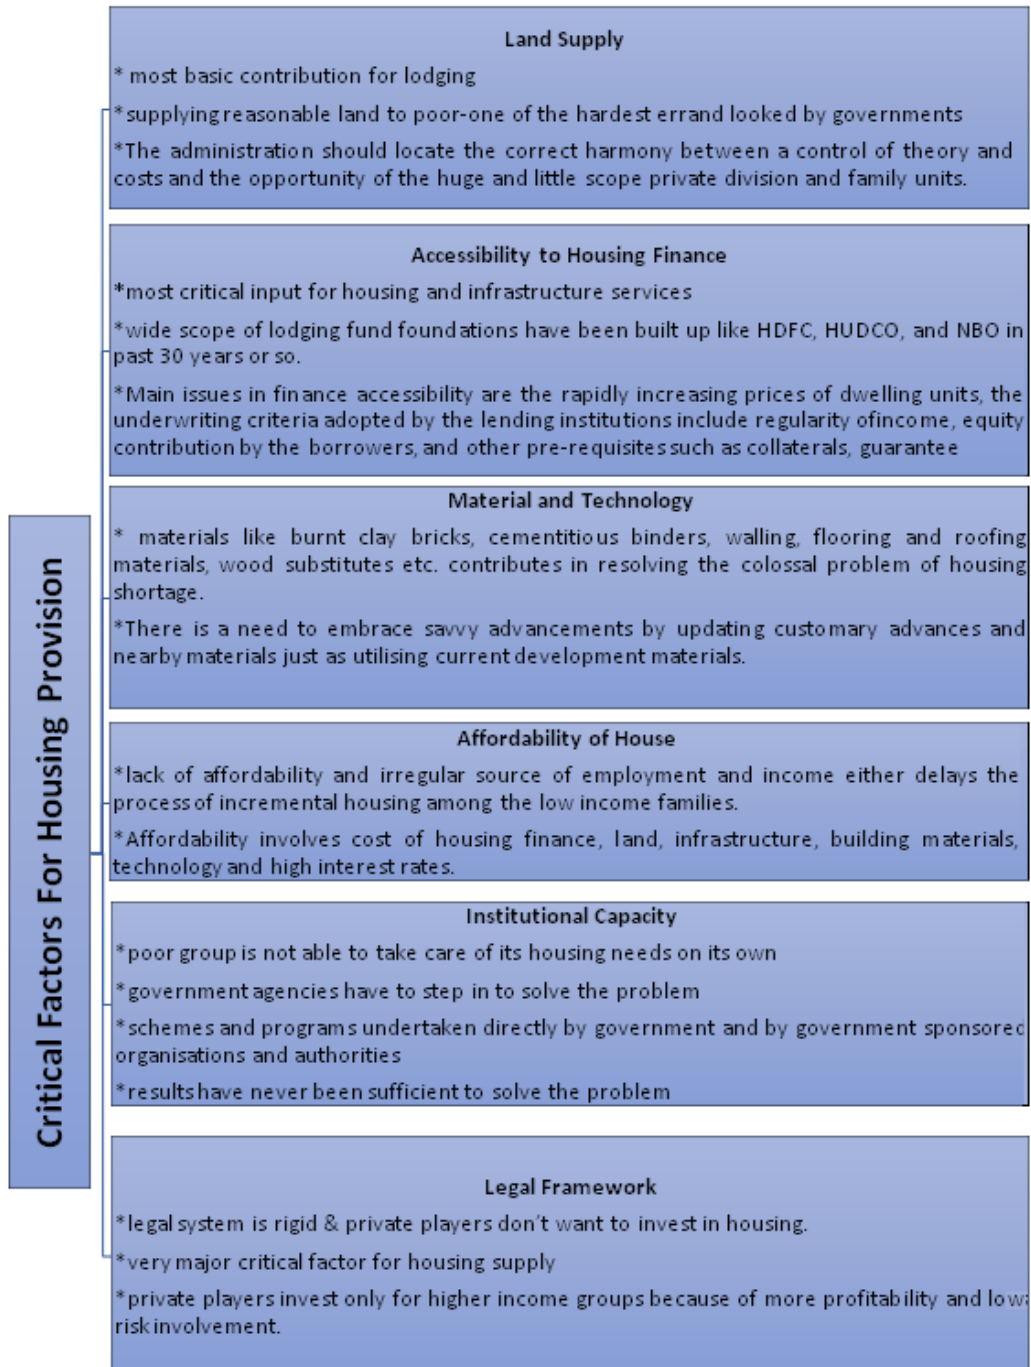 Critical Factors For Housing Provision
Land Supply
* most basic contribution for lodging
*supplying reasonable land to poor-one of the hardest errand looked by governments
*The administration should locate the correct harmony between a control of theory and
costs and the opportunity of the huge and little scope private division and family units.
Accessibility to Housing Finance
*most critical input for housing and infrastructure services
*wide scope of lodging fund foundations have been built up like HDFC, HUDCO, and NBO in
past 30 years or so.
*Main issues in finance accessibility are the rapidly increasing prices of dwelling units, the
underwriting criteria adopted by the lending institutions include regularity ofincome, equity
contribution by the borrowers, and other pre-requisites such as collaterals, guarantee
Material and Technology
* materials like burnt clay bricks, cementitious binders, walling, flooring and roofing
materials, wood substitutes etc. contributes in resolving the colossal problem of housing
shortage.
*There is a need to embrace savvy advancements by updating customary advances and
nearby materials just as utilising current development materials.
Affordability of House
*lack of affordability and irregular source of employment and income either delays the
process of incremental housing among the low income families.
*Affordability involves cost of housing finance, land, infrastructure, building materials,
technology and high interest rates.
Institutional Capacity
*poor group is not able to take care of its housing needs on its own
*government agencies have to step in to solve the problem
*schemes and programs undertaken directly by government and by government sponsored
organisations and authorities
*results have never been sufficient to solve the problem
Legal Framework
*legal system is rigid & private players don't want to invest in housing.
*very major critical factor for housing supply
*private players invest only for higher income groups because of more profitability and
risk involvement.